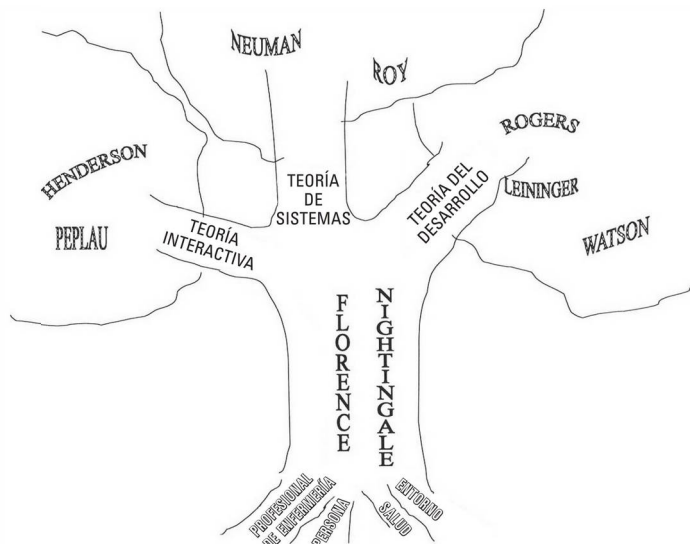 NEUMAN
ROY
ROGERS
HENDERSON
LEININGER
PEPLAU
WATSON
TEORÍA
DE
SISTEMAS
TEORÍA DEL
DESARROLLO
TEORÍA
INTERACTIVA
FLORENCE
NIGHTINGALE
PROFESIONAL
DE ENFERMERÍA
PERSONA
SALUD
ENTORNO